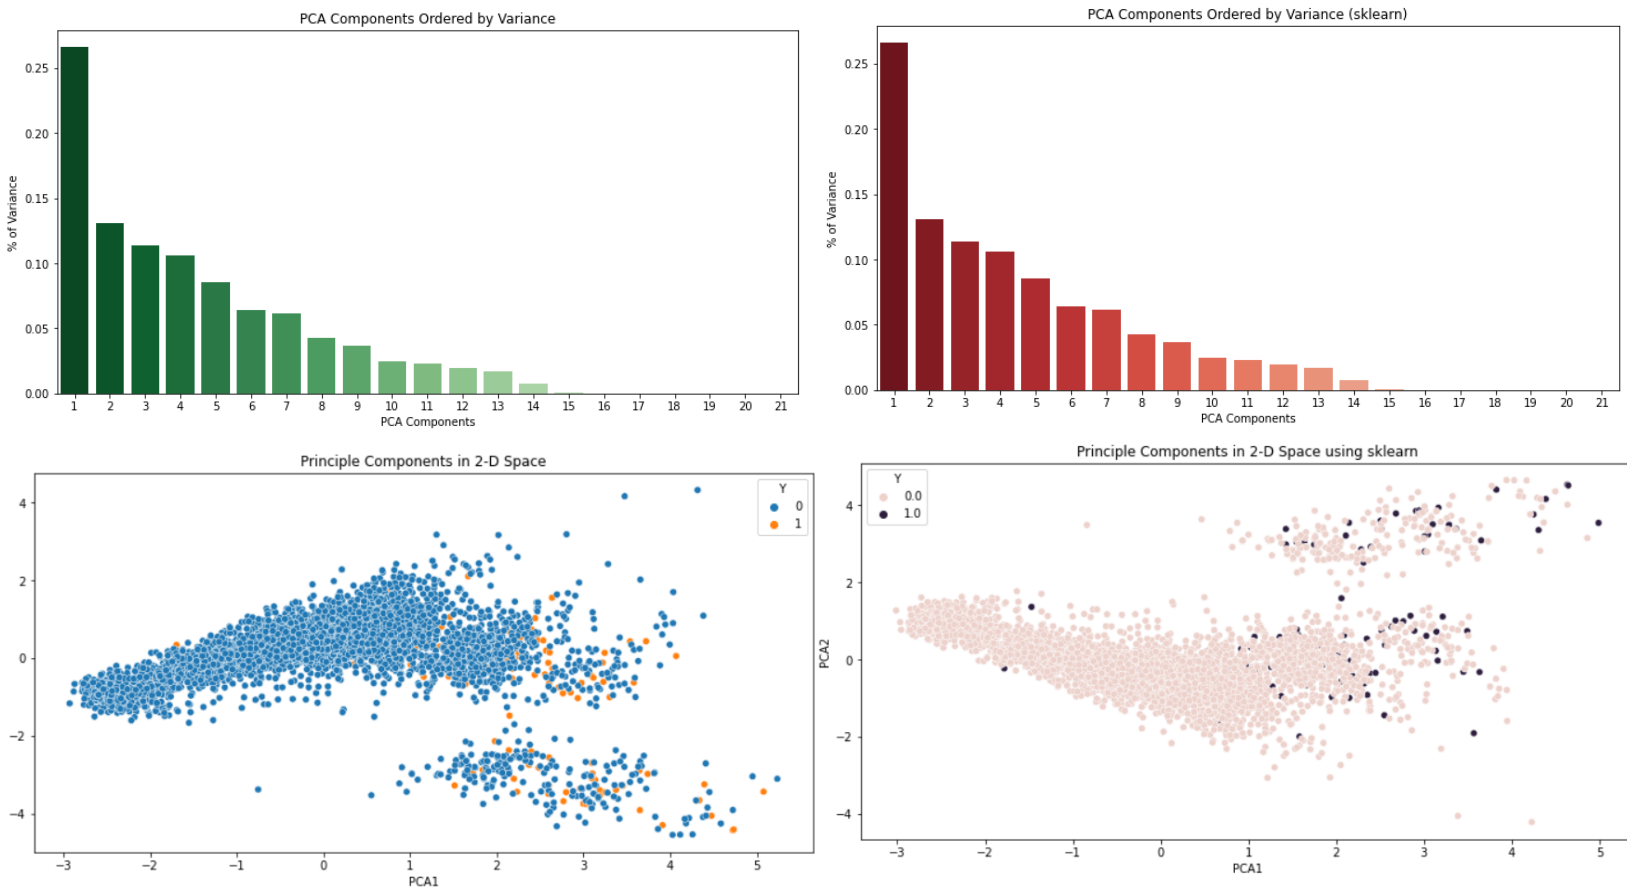 PCA Components Ordered by Variance
% of Variance
0.25
0.20
0.15
0.10
0.05
0.00
1 2 3 4 5 6 7 8 9 10 11 12 13 14 15 16 17 18 19 20 21
PCA Components
PCA Components Ordered by Variance (sklearn)
% of Variance
0.25
0.20
0.15
0.10
0.05
0.00
1 2 3 4 5 6 7 8 9 10 11 12 13 14 15 16 17 18 19 20 21
PCA Components
Principle Components in 2-D Space
Y
0
1
4
2
0
−2
−4
−3 −2 −1 0 1 2 3 4 5
PCA1
Principle Components in 2-D Space using sklearn
Y
0.0
1.0
PCA2
4
2
0
−2
−4
−3 −2 −1 0 1 2 3 4 5
PCA1